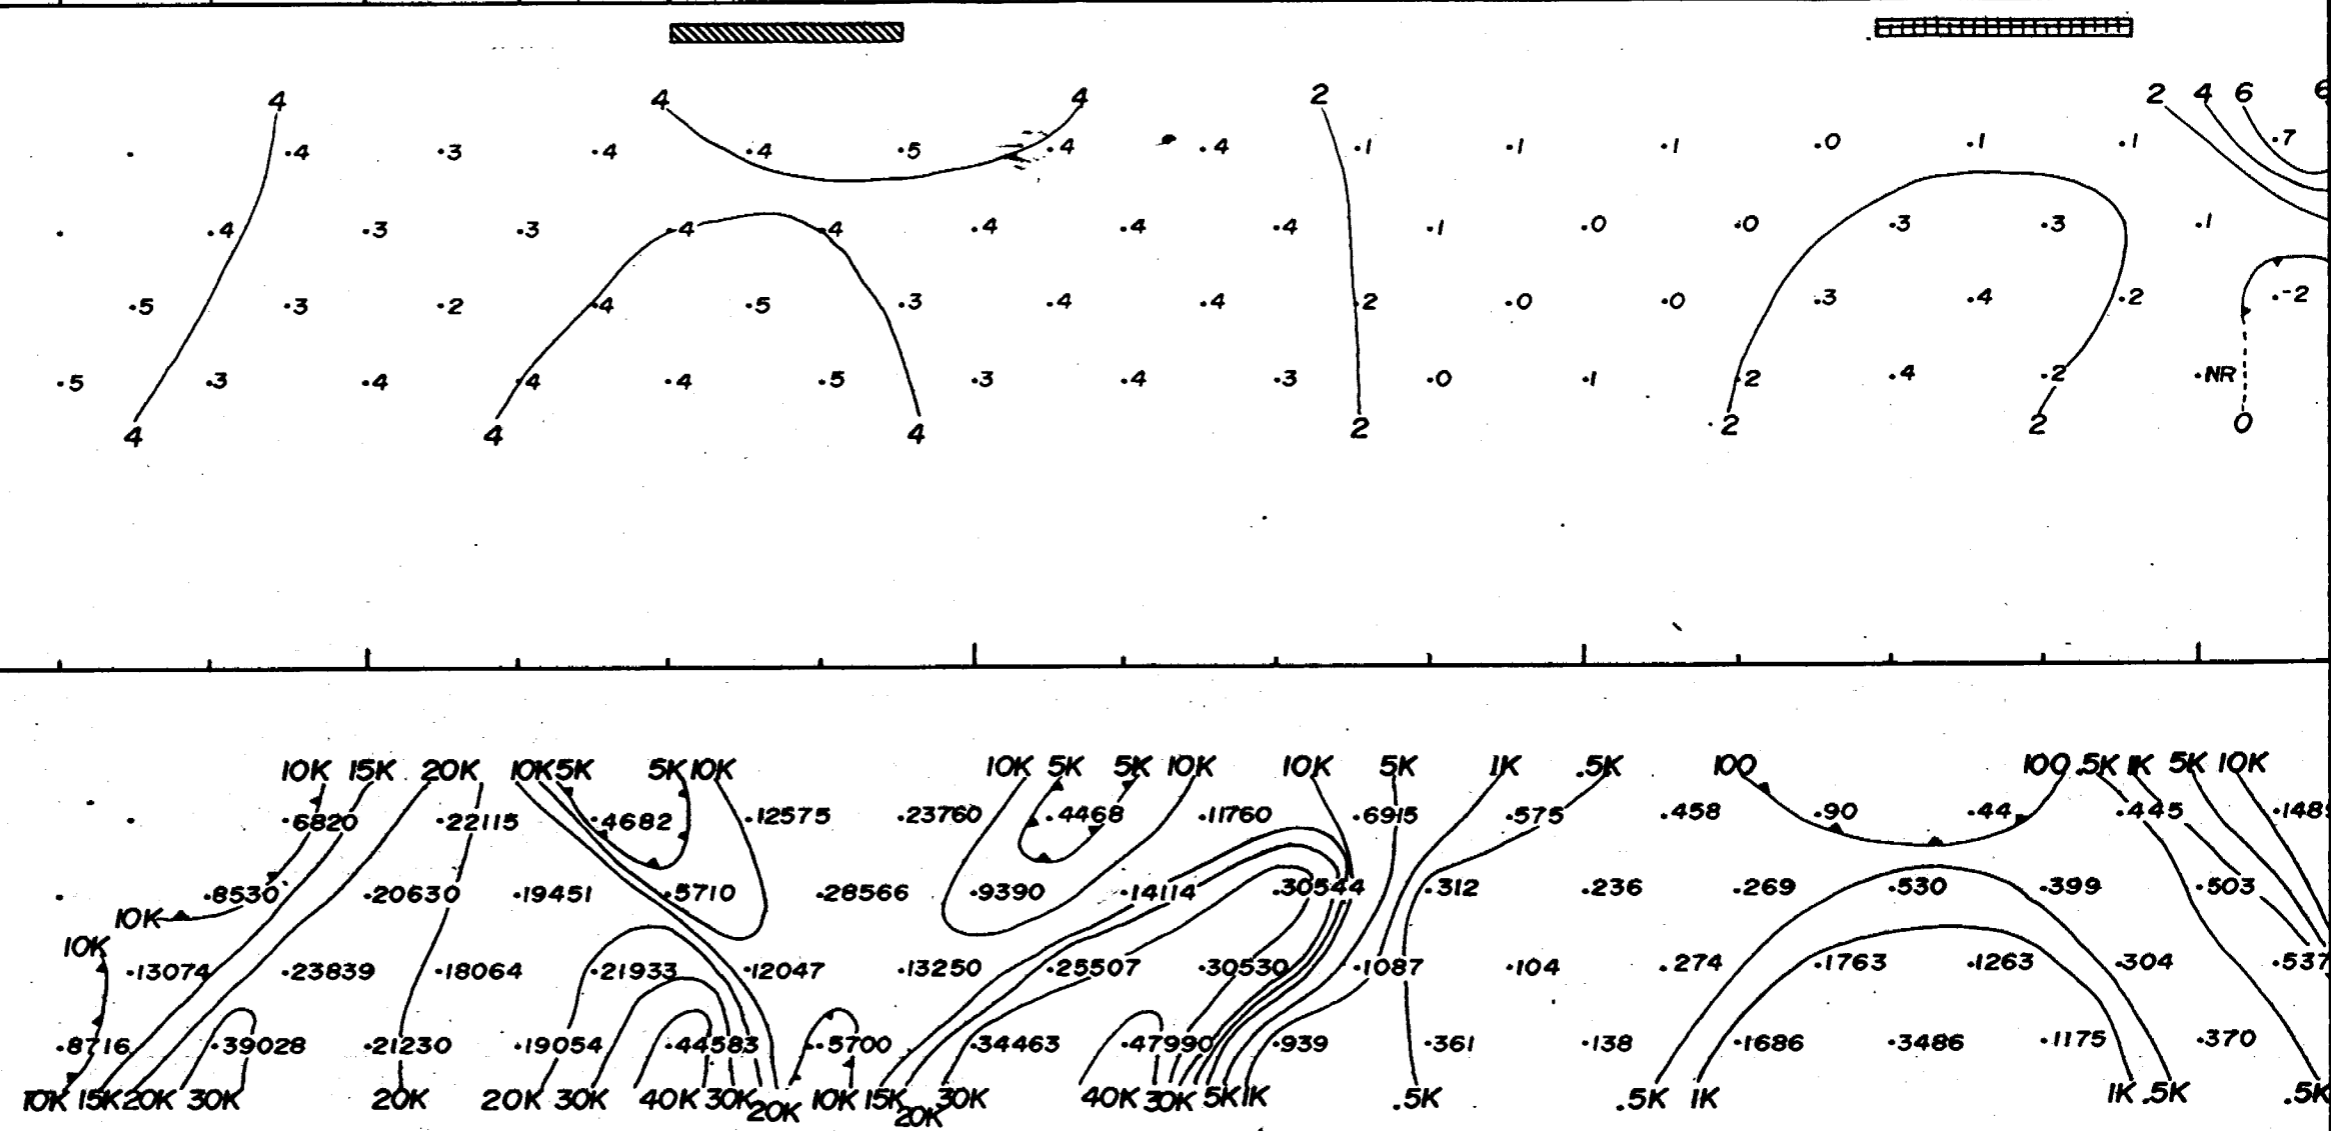 4 4 4 2 2 4 6 6
.4 .3 .4 .4 .5 .4 .4 .1 .1 .1 .0 .1 .1 .7
.4 .3 .3 .4 .4 .4 .4 .4 .1 .0 .0 .3 .3 .1
.5 .3 .2 .4 .5 .3 .4 .4 .2 .0 .0 .3 .4 .2 .-2
.5 .3 .4 .4 .4 .5 .3 .4 .3 .0 .1 .2 .4 .2 .NR
4 4 4 2 2 2 0
10K 15K 20K 10K 5K 5K 10K 10K 5K 5K 10K 10K 5K 1K .5K 100 100 .5K 1K 5K 10K
.6820 .22115 .4682 .12575 .23760 .4468 .11760 .6915 .575 .458 .90 .44 .445
.8530 .20630 .19451 .5710 .28566 .9390 .14114 .30544 .312 .236 .269 .530 .399 .503
10K
10K
.13074 .23839 .18064 .21933 .12047 .13250 .25507 .30530 .1087 .104 .274 .1763 .1263 .304 .537
.8716 .39028 .21230 .19054 .44583 .5700 .34463 .47990 .939 .361 .138 .1686 .3486 .1175 .370
10K 15K 20K 30K 20K 20K 30K 40K 30K 20K 10K 15K 20K 30K 40K 30K 5K 1K .5K .5K 1K 1K .5K .5K